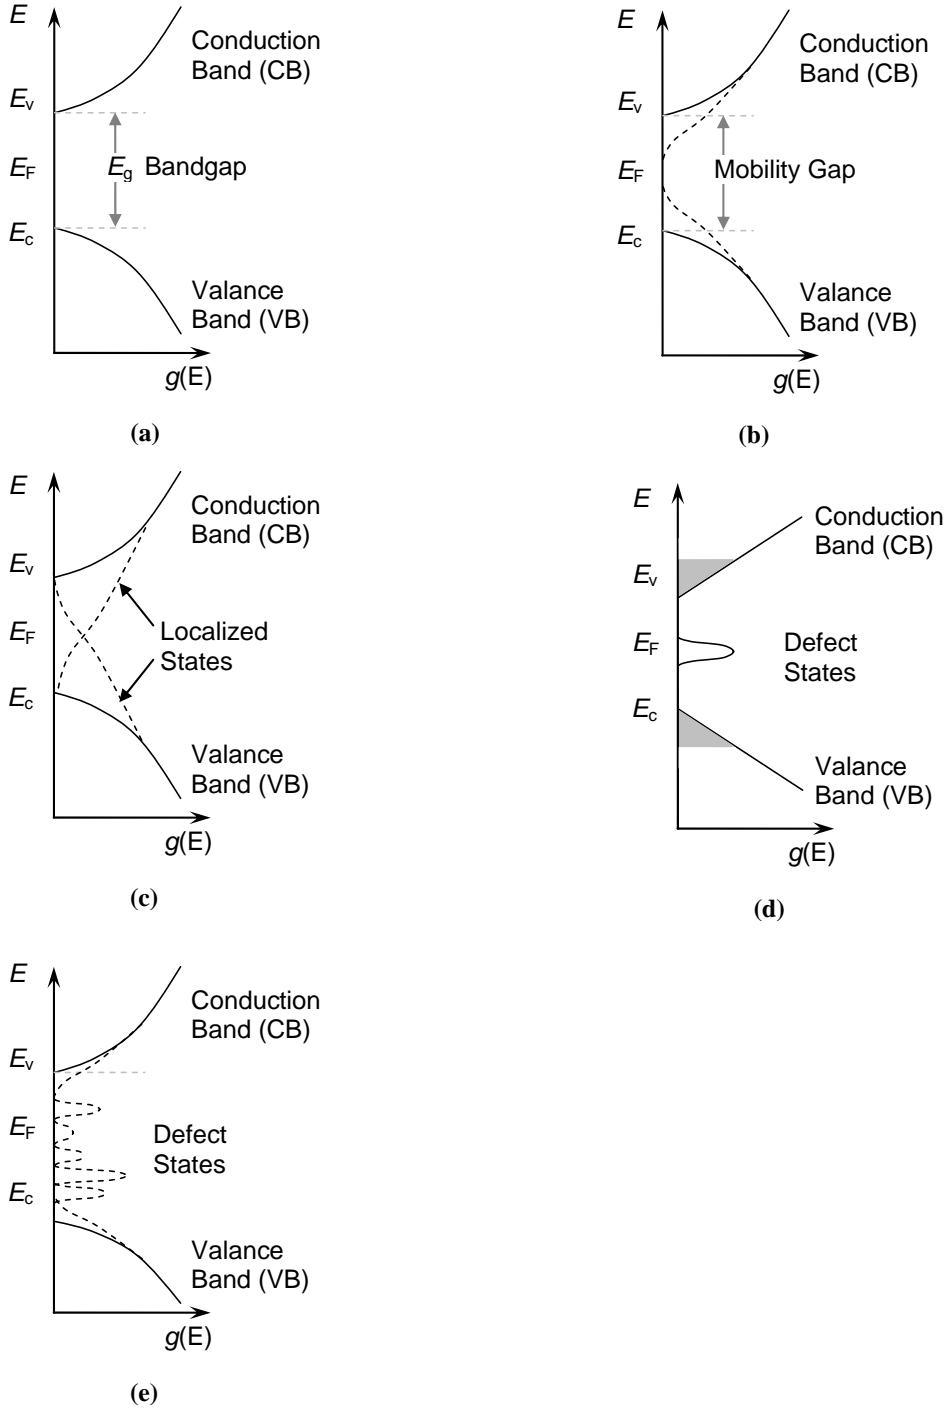 E
Conduction
Band (CB)
Ev
EF
Eg Bandgap
Ec
Valance
Band (VB)
g(E)
(a)
E
Conduction
Band (CB)
Ev
EF
Mobility Gap
Ec
Valance
Band (VB)
g(E)
(b)
E
Conduction
Band (CB)
Ev
EF
Localized
States
Ec
Valance
Band (VB)
g(E)
(c)
E
Conduction
Band (CB)
Ev
EF
Defect
States
Ec
Valance
Band (VB)
g(E)
(d)
E
Conduction
Band (CB)
Ev
EF
Defect
States
Ec
Valance
Band (VB)
g(E)
(e)